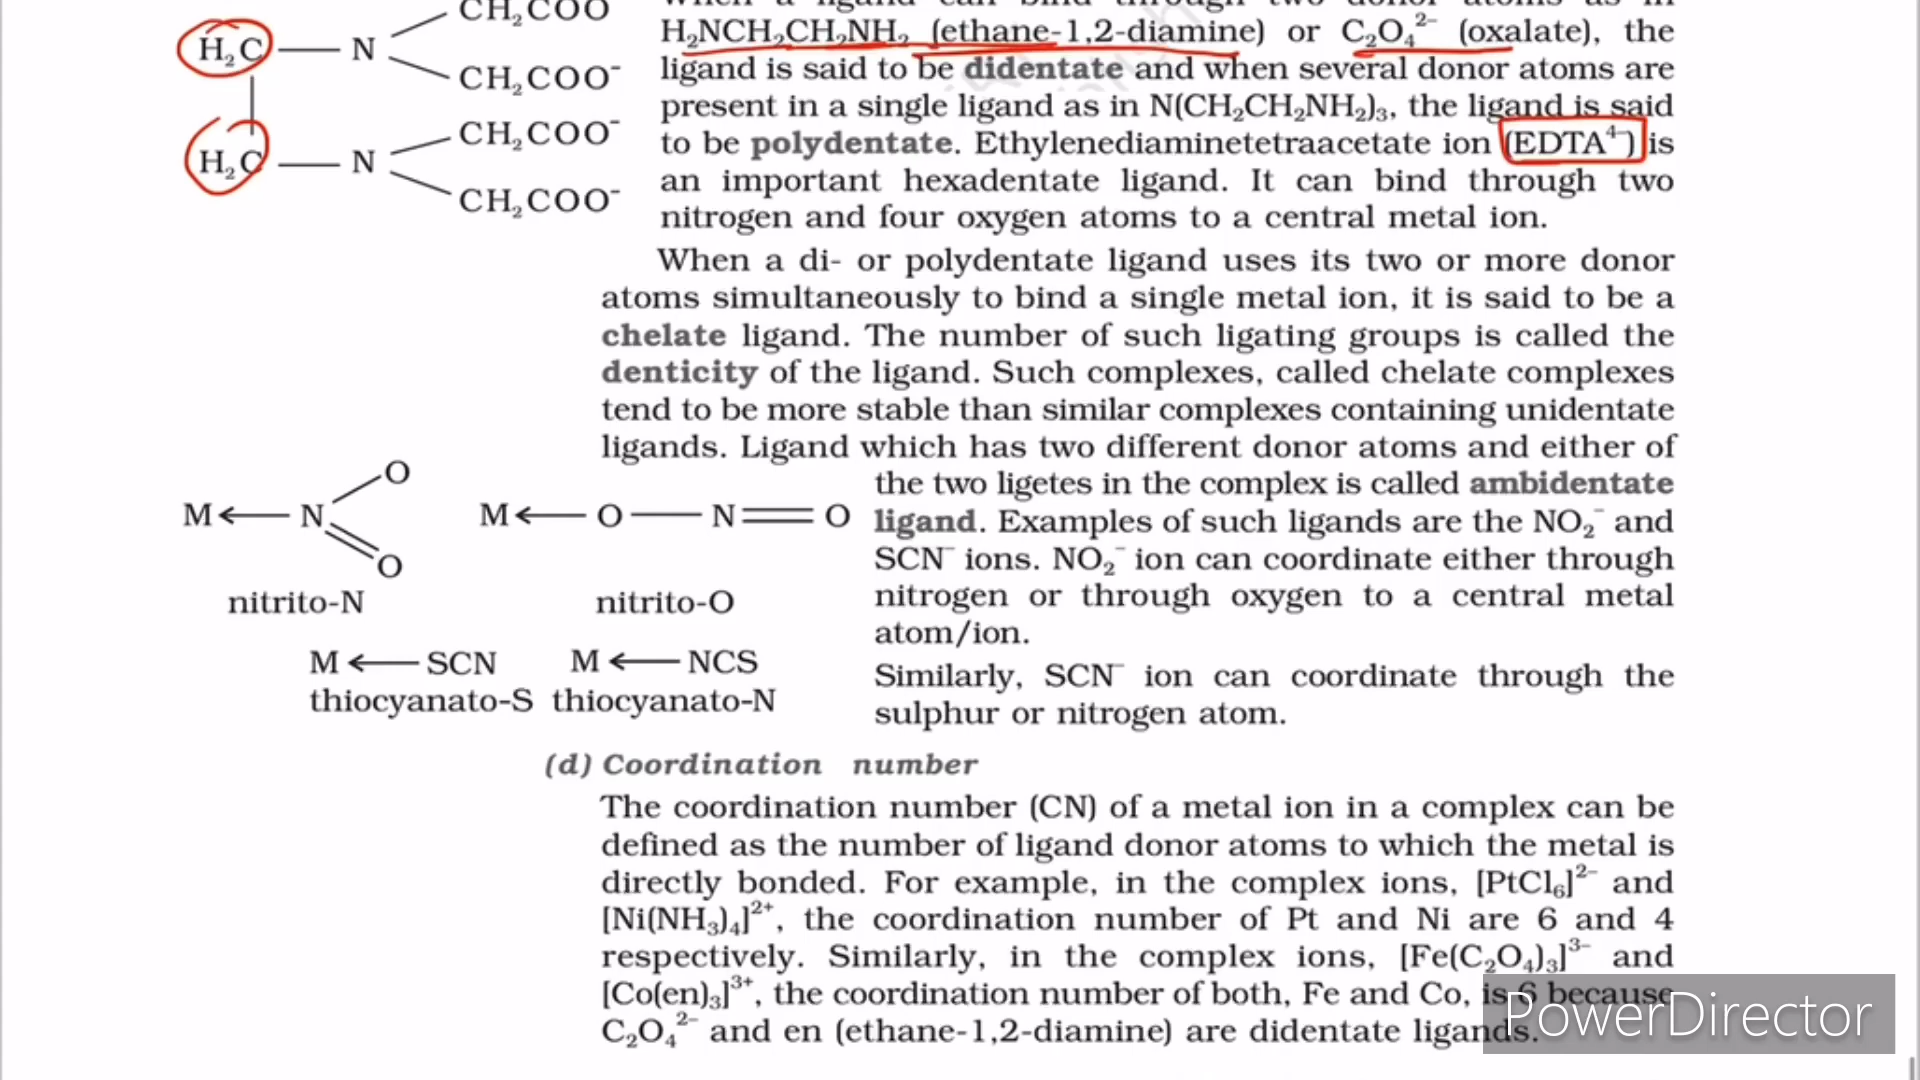 H₂C — N
CH₂COO
CH₂COO⁻
H₂C — N
CH₂COO⁻
CH₂COO⁻
H₂NCH₂CH₂NH₂ (ethane-1,2-diamine) or C₂O₄²⁻ (oxalate), the
ligand is said to be didentate and when several donor atoms are
present in a single ligand as in N(CH₂CH₂NH₂)₃, the ligand is said
to be polydentate. Ethylenediaminetetraacetate ion (EDTA⁴⁻) is
an important hexadentate ligand. It can bind through two
nitrogen and four oxygen atoms to a central metal ion.
When a di- or polydentate ligand uses its two or more donor
atoms simultaneously to bind a single metal ion, it is said to be a
chelate ligand. The number of such ligating groups is called the
denticity of the ligand. Such complexes, called chelate complexes
tend to be more stable than similar complexes containing unidentate
ligands. Ligand which has two different donor atoms and either of
the two ligetes in the complex is called ambidentate
ligand. Examples of such ligands are the NO₂⁻ and
SCN⁻ ions. NO₂⁻ ion can coordinate either through
nitrogen or through oxygen to a central metal
atom/ion.
Similarly, SCN⁻ ion can coordinate through the
sulphur or nitrogen atom.
O
M ← N
O
nitrito-N
M ← O — N = O
nitrito-O
M ← SCN
thiocyanato-S
M ← NCS
thiocyanato-N
(d) Coordination number
The coordination number (CN) of a metal ion in a complex can be
defined as the number of ligand donor atoms to which the metal is
directly bonded. For example, in the complex ions, [PtCl₆]²⁻ and
[Ni(NH₃)₄]²⁺, the coordination number of Pt and Ni are 6 and 4
respectively. Similarly, in the complex ions, [Fe(C₂O₄)₃]³⁻ and
[Co(en)₃]³⁺, the coordination number of both, Fe and Co, is 6 because
C₂O₄²⁻ and en (ethane-1,2-diamine) are didentate ligands.
PowerDirector